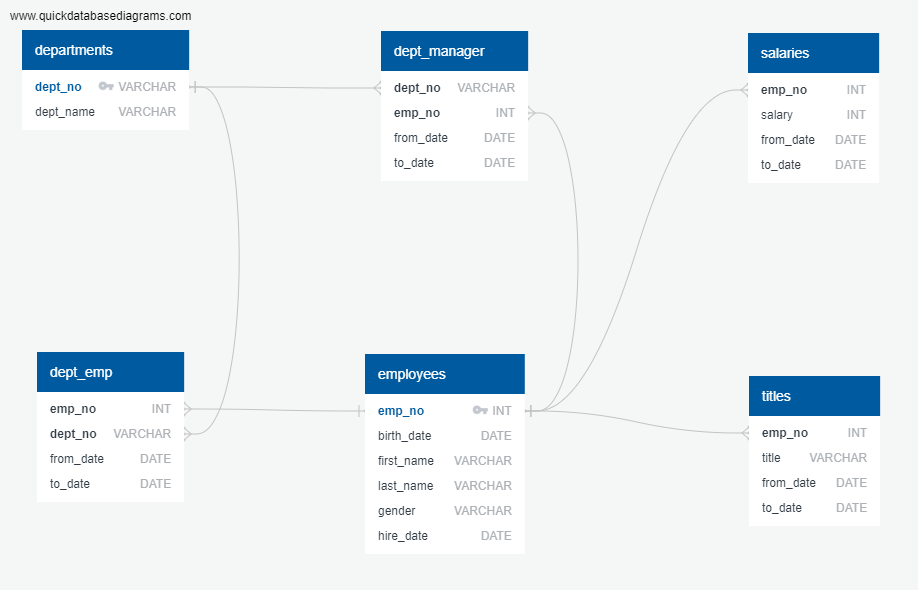 www.quickdatabasediagrams.com
departments
dept_no VARCHAR
dept_name VARCHAR
dept_manager
dept_no VARCHAR
emp_no INT
from_date DATE
to_date DATE
salaries
emp_no INT
salary INT
from_date DATE
to_date DATE
dept_emp
emp_no INT
dept_no VARCHAR
from_date DATE
to_date DATE
employees
emp_no INT
birth_date DATE
first_name VARCHAR
last_name VARCHAR
gender VARCHAR
hire_date DATE
titles
emp_no INT
title VARCHAR
from_date DATE
to_date DATE